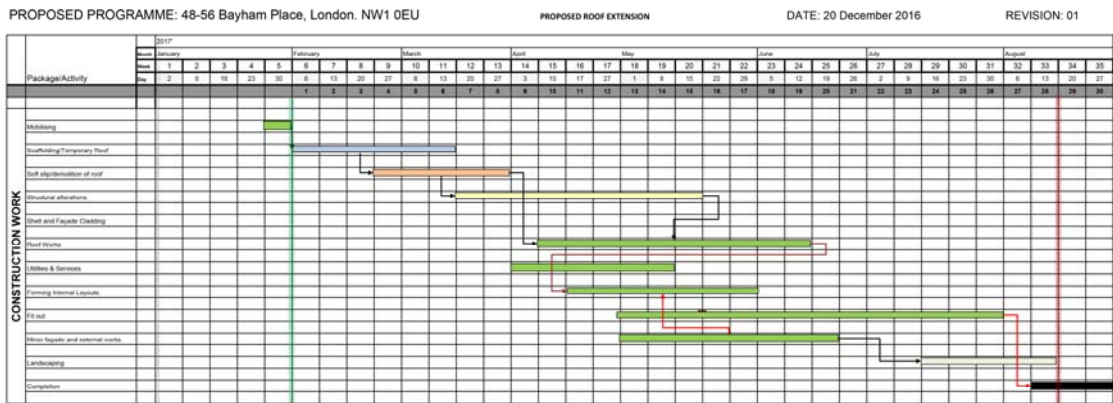 PROPOSED PROGRAMME: 48-56 Bayham Place, London. NW1 0EU PROPOSED ROOF EXTENSION DATE: 20 December 2016 REVISION: 01
2017*
Month January February March April May June July August
Week 1 2 3 4 5 6 7 8 9 10 11 12 13 14 15 16 17 18 19 20 21 22 23 24 25 26 27 28 29 30 31 32 33 34 35
Package/Activity Day 2 9 16 23 30 6 13 20 27 6 13 20 27 3 10 17 27 1 8 15 22 29 5 12 19 26 2 9 16 23 30 6 13 20 27
1 2 3 4 5 6 7 8 9 10 11 12 13 14 15 16 17 18 19 20 21 22 23 24 25 26 27 28 29 30
CONSTRUCTION WORK
Mobilising
Scaffolding/Temporary Roof
Soft stip/demolition of roof
Structural alterations
Shell and Façade Cladding
Roof Works
Utilities & Services
Forming Internal Layouts
Fit out
Minor façade and external works
Landscaping
Completion